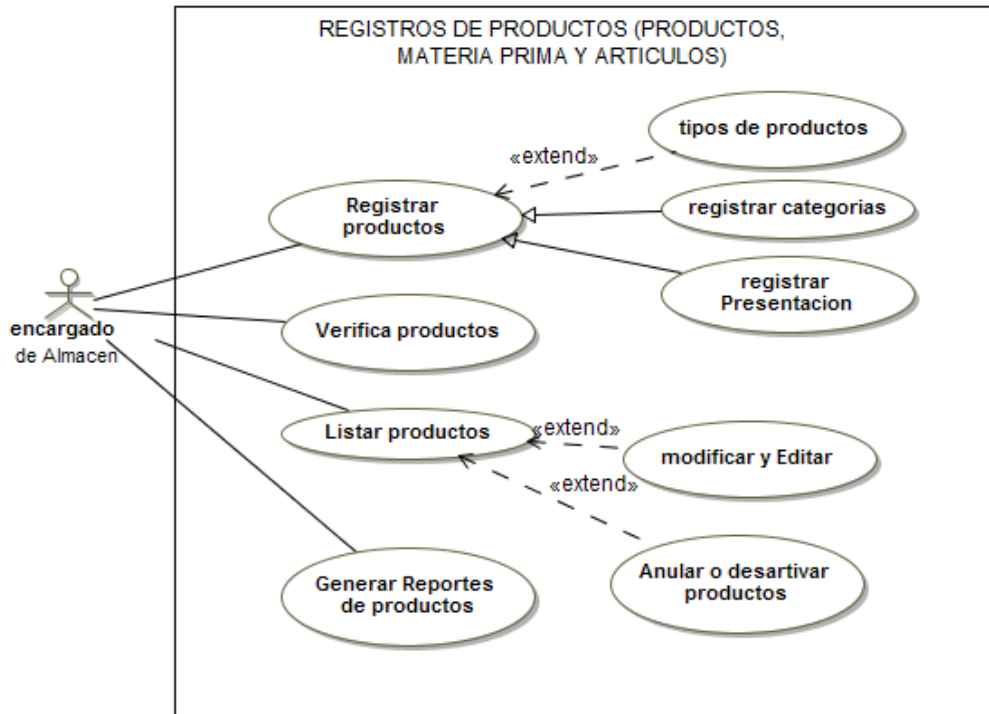 REGISTROS DE PRODUCTOS (PRODUCTOS,
MATERIA PRIMA Y ARTICULOS)
tipos de productos
«extend»
Registrar
productos
registrar categorias
registrar
Presentacion
encargado
de Almacen
Verifica productos
Listar productos
«extend»
modificar y Editar
«extend»
Generar Reportes
de productos
Anular o desartivar
productos